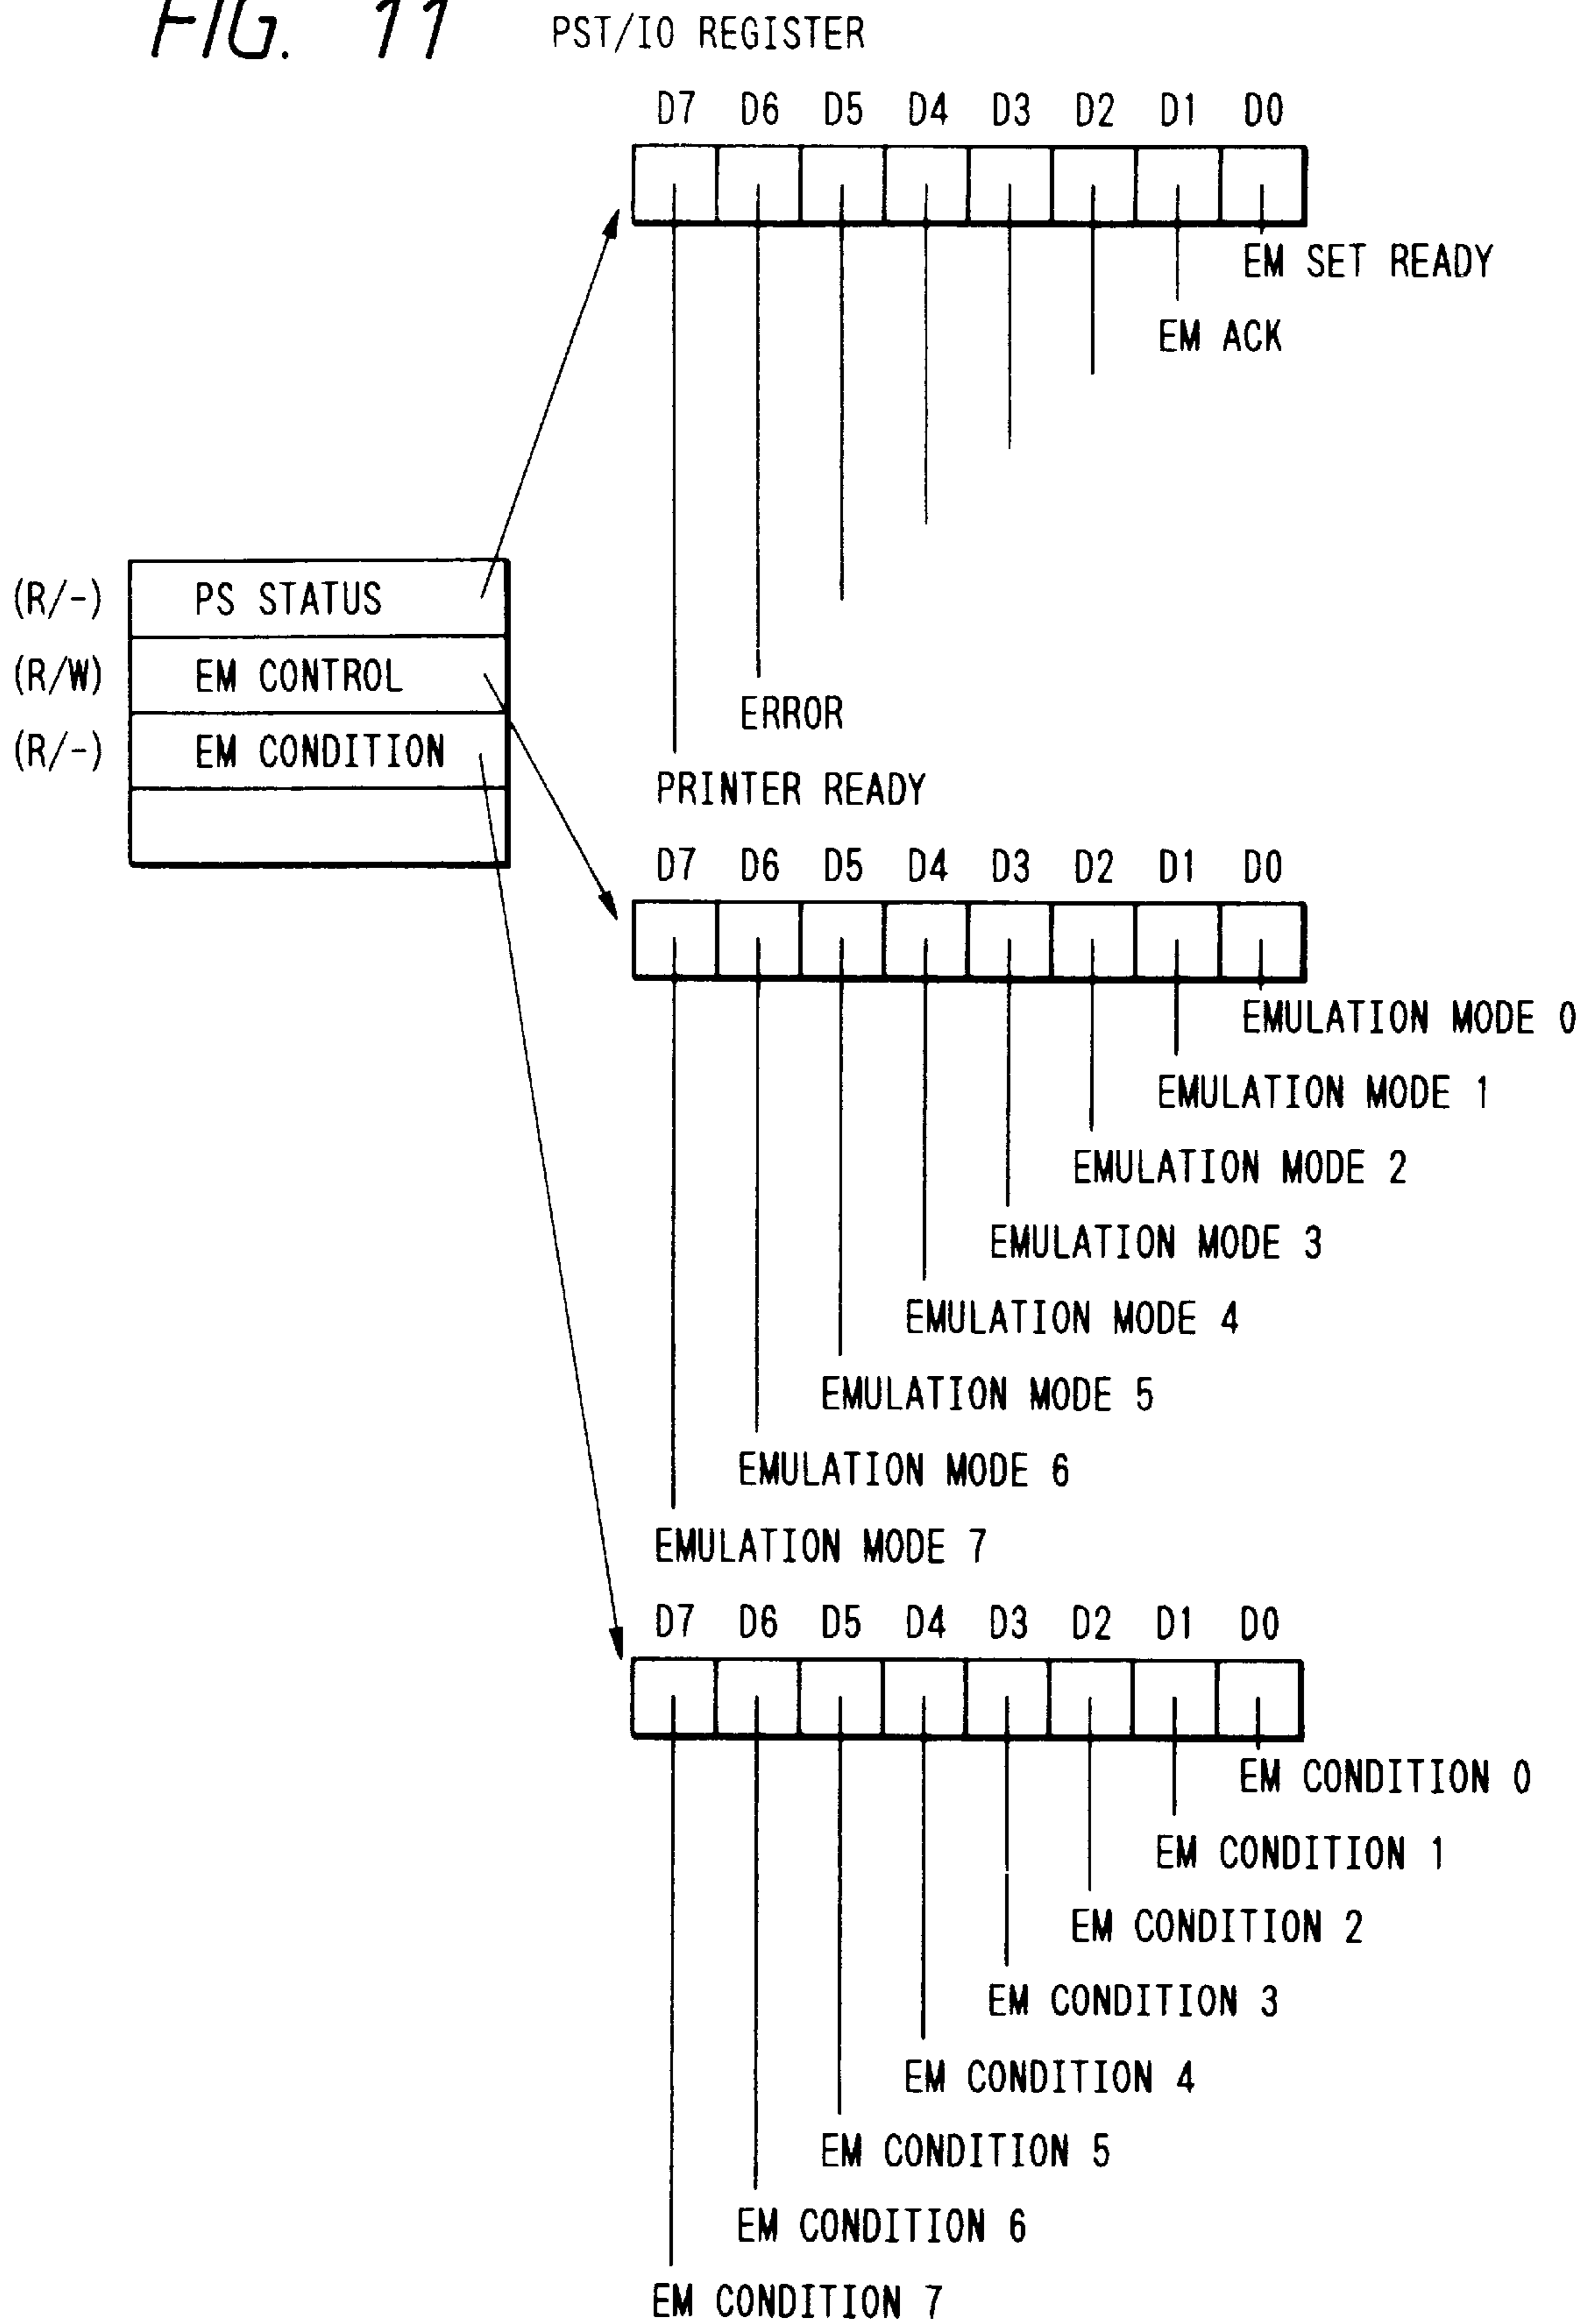 FIG. 11 PST/IO REGISTER
D7 D6 D5 D4 D3 D2 D1 D0
EM SET READY
EM ACK
(R/-) PS STATUS
(R/W) EM CONTROL
ERROR
(R/-) EM CONDITION
PRINTER READY
D7 D6 D5 D4 D3 D2 D1 D0
EMULATION MODE 0
EMULATION MODE 1
EMULATION MODE 2
EMULATION MODE 3
EMULATION MODE 4
EMULATION MODE 5
EMULATION MODE 6
EMULATION MODE 7
D7 D6 D5 D4 D3 D2 D1 D0
EM CONDITION 0
EM CONDITION 1
EM CONDITION 2
EM CONDITION 3
EM CONDITION 4
EM CONDITION 5
EM CONDITION 6
EM CONDITION 7